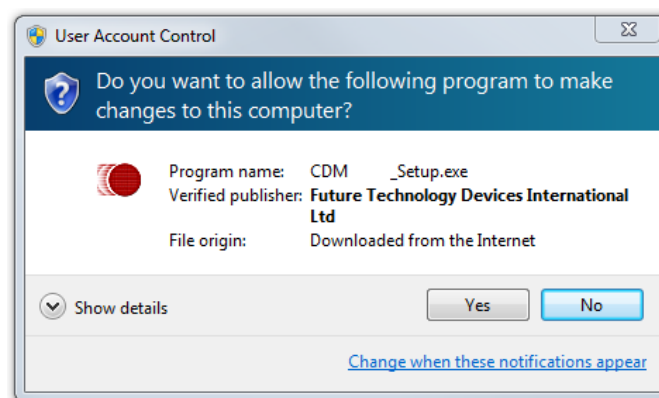 User Account Control
Do you want to allow the following program to make
changes to this computer?
Program name: CDM _Setup.exe
Verified publisher: Future Technology Devices International
Ltd
File origin: Downloaded from the Internet
Show details
Yes No
Change when these notifications appear